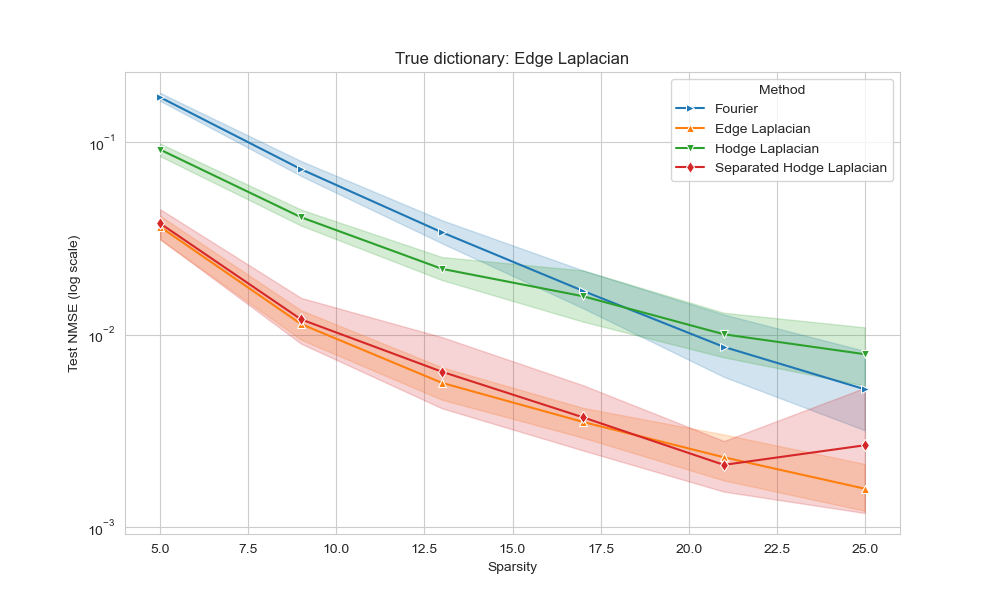 True dictionary: Edge Laplacian
Method
Fourier
Edge Laplacian
Hodge Laplacian
Separated Hodge Laplacian
Test NMSE (log scale)
10⁻¹
10⁻²
10⁻³
5.0 7.5 10.0 12.5 15.0 17.5 20.0 22.5 25.0
Sparsity